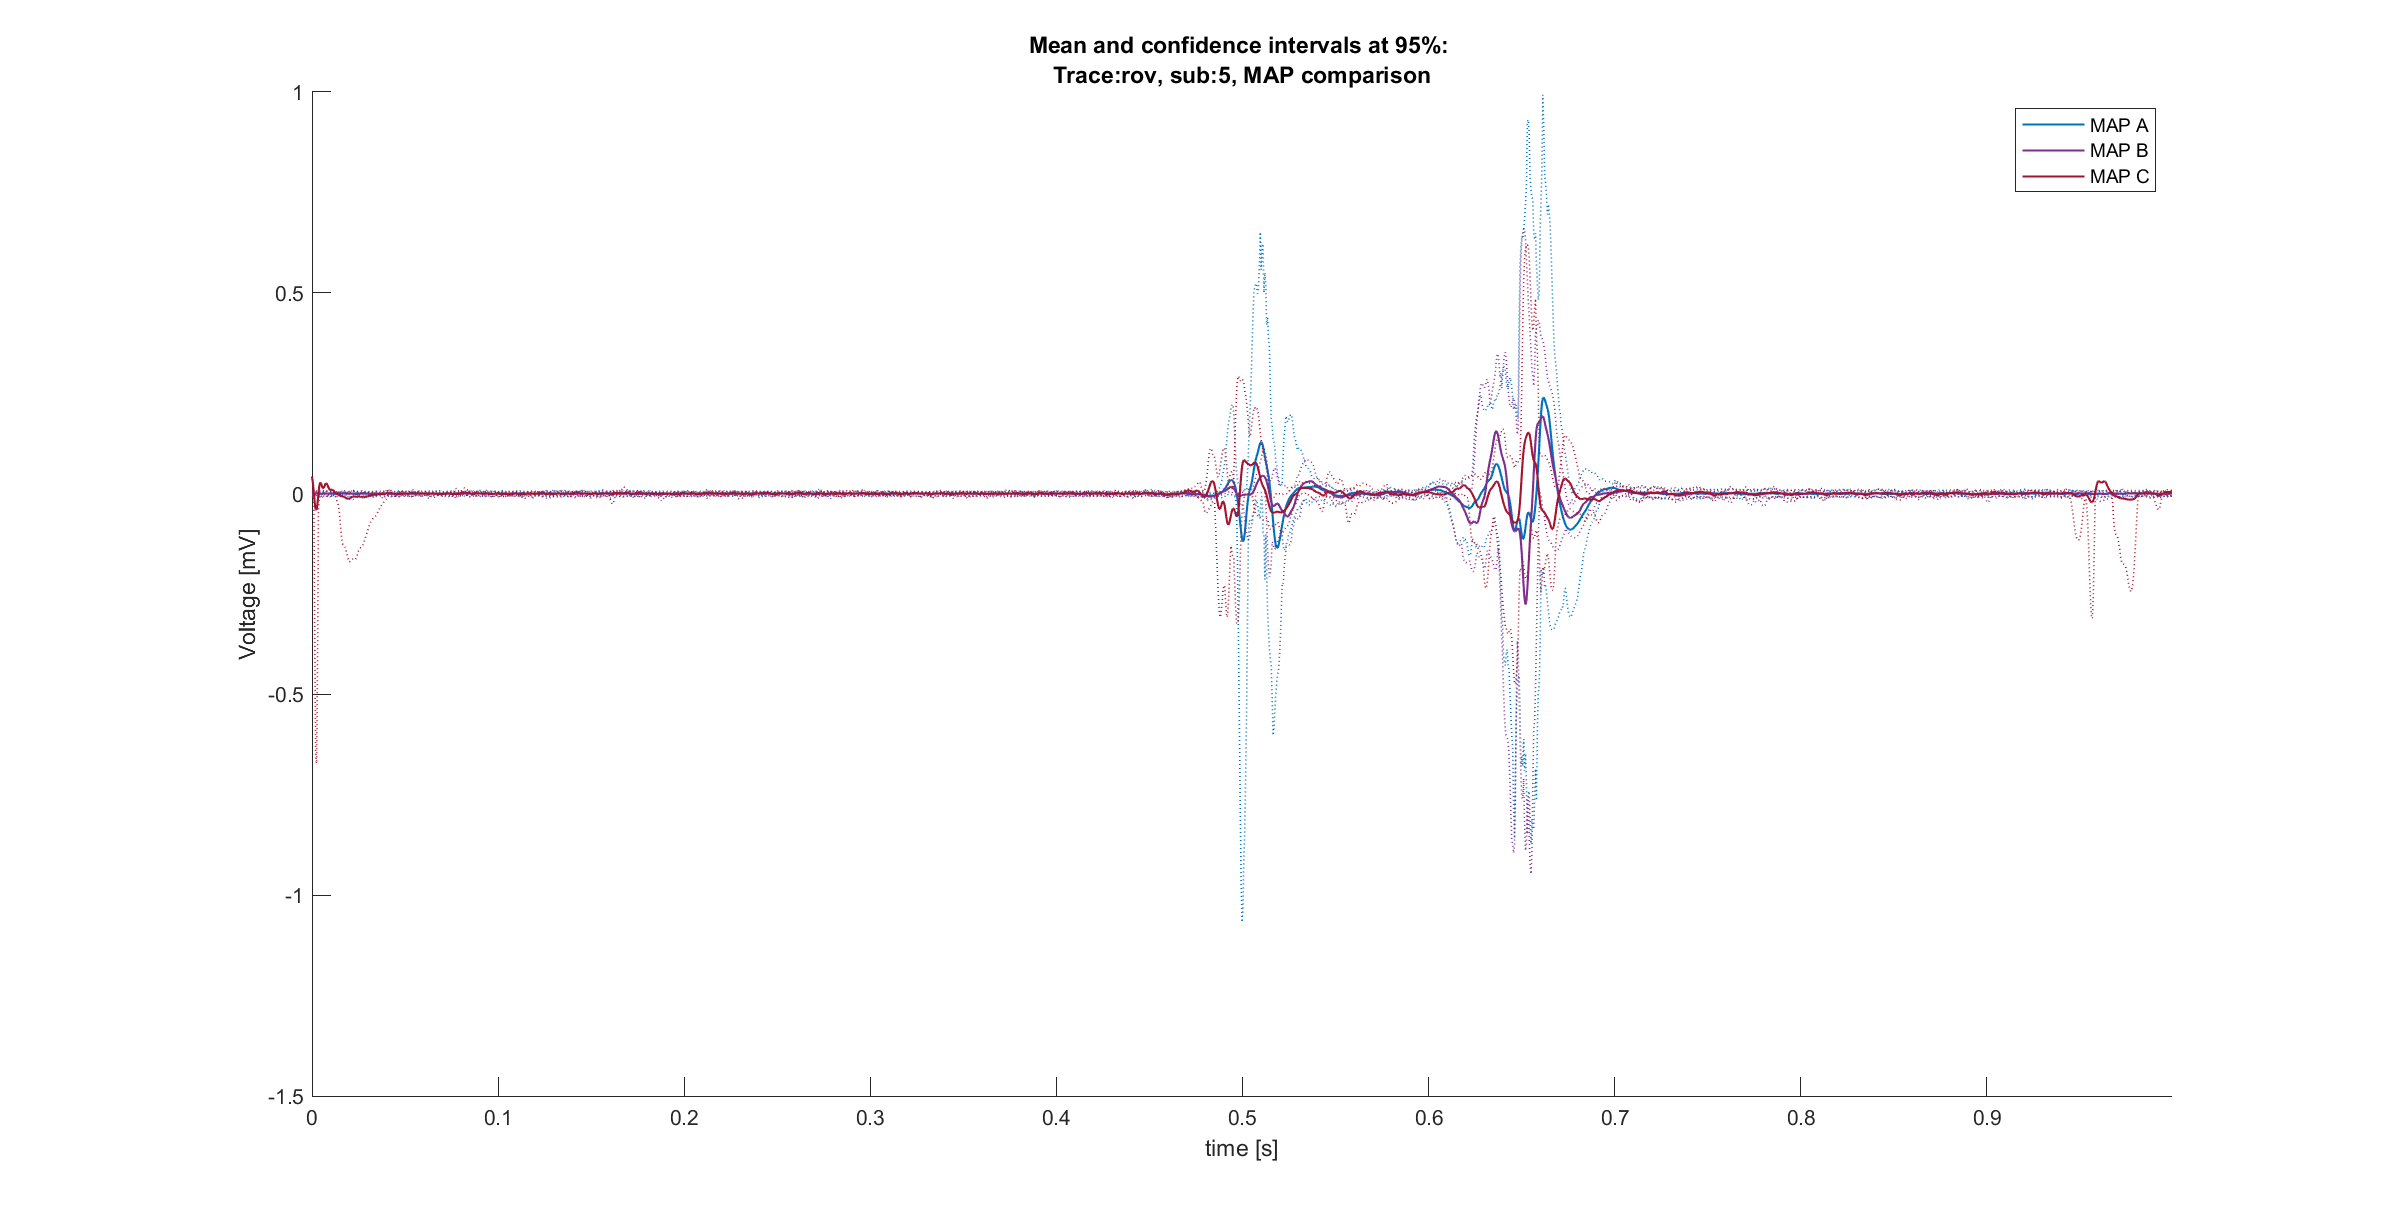 Mean and confidence intervals at 95%:
Trace:rov, sub:5, MAP comparison
MAP A
MAP B
MAP C
1
0.5
0
-0.5
-1
-1.5
Voltage [mV]
0 0.1 0.2 0.3 0.4 0.5 0.6 0.7 0.8 0.9
time [s]